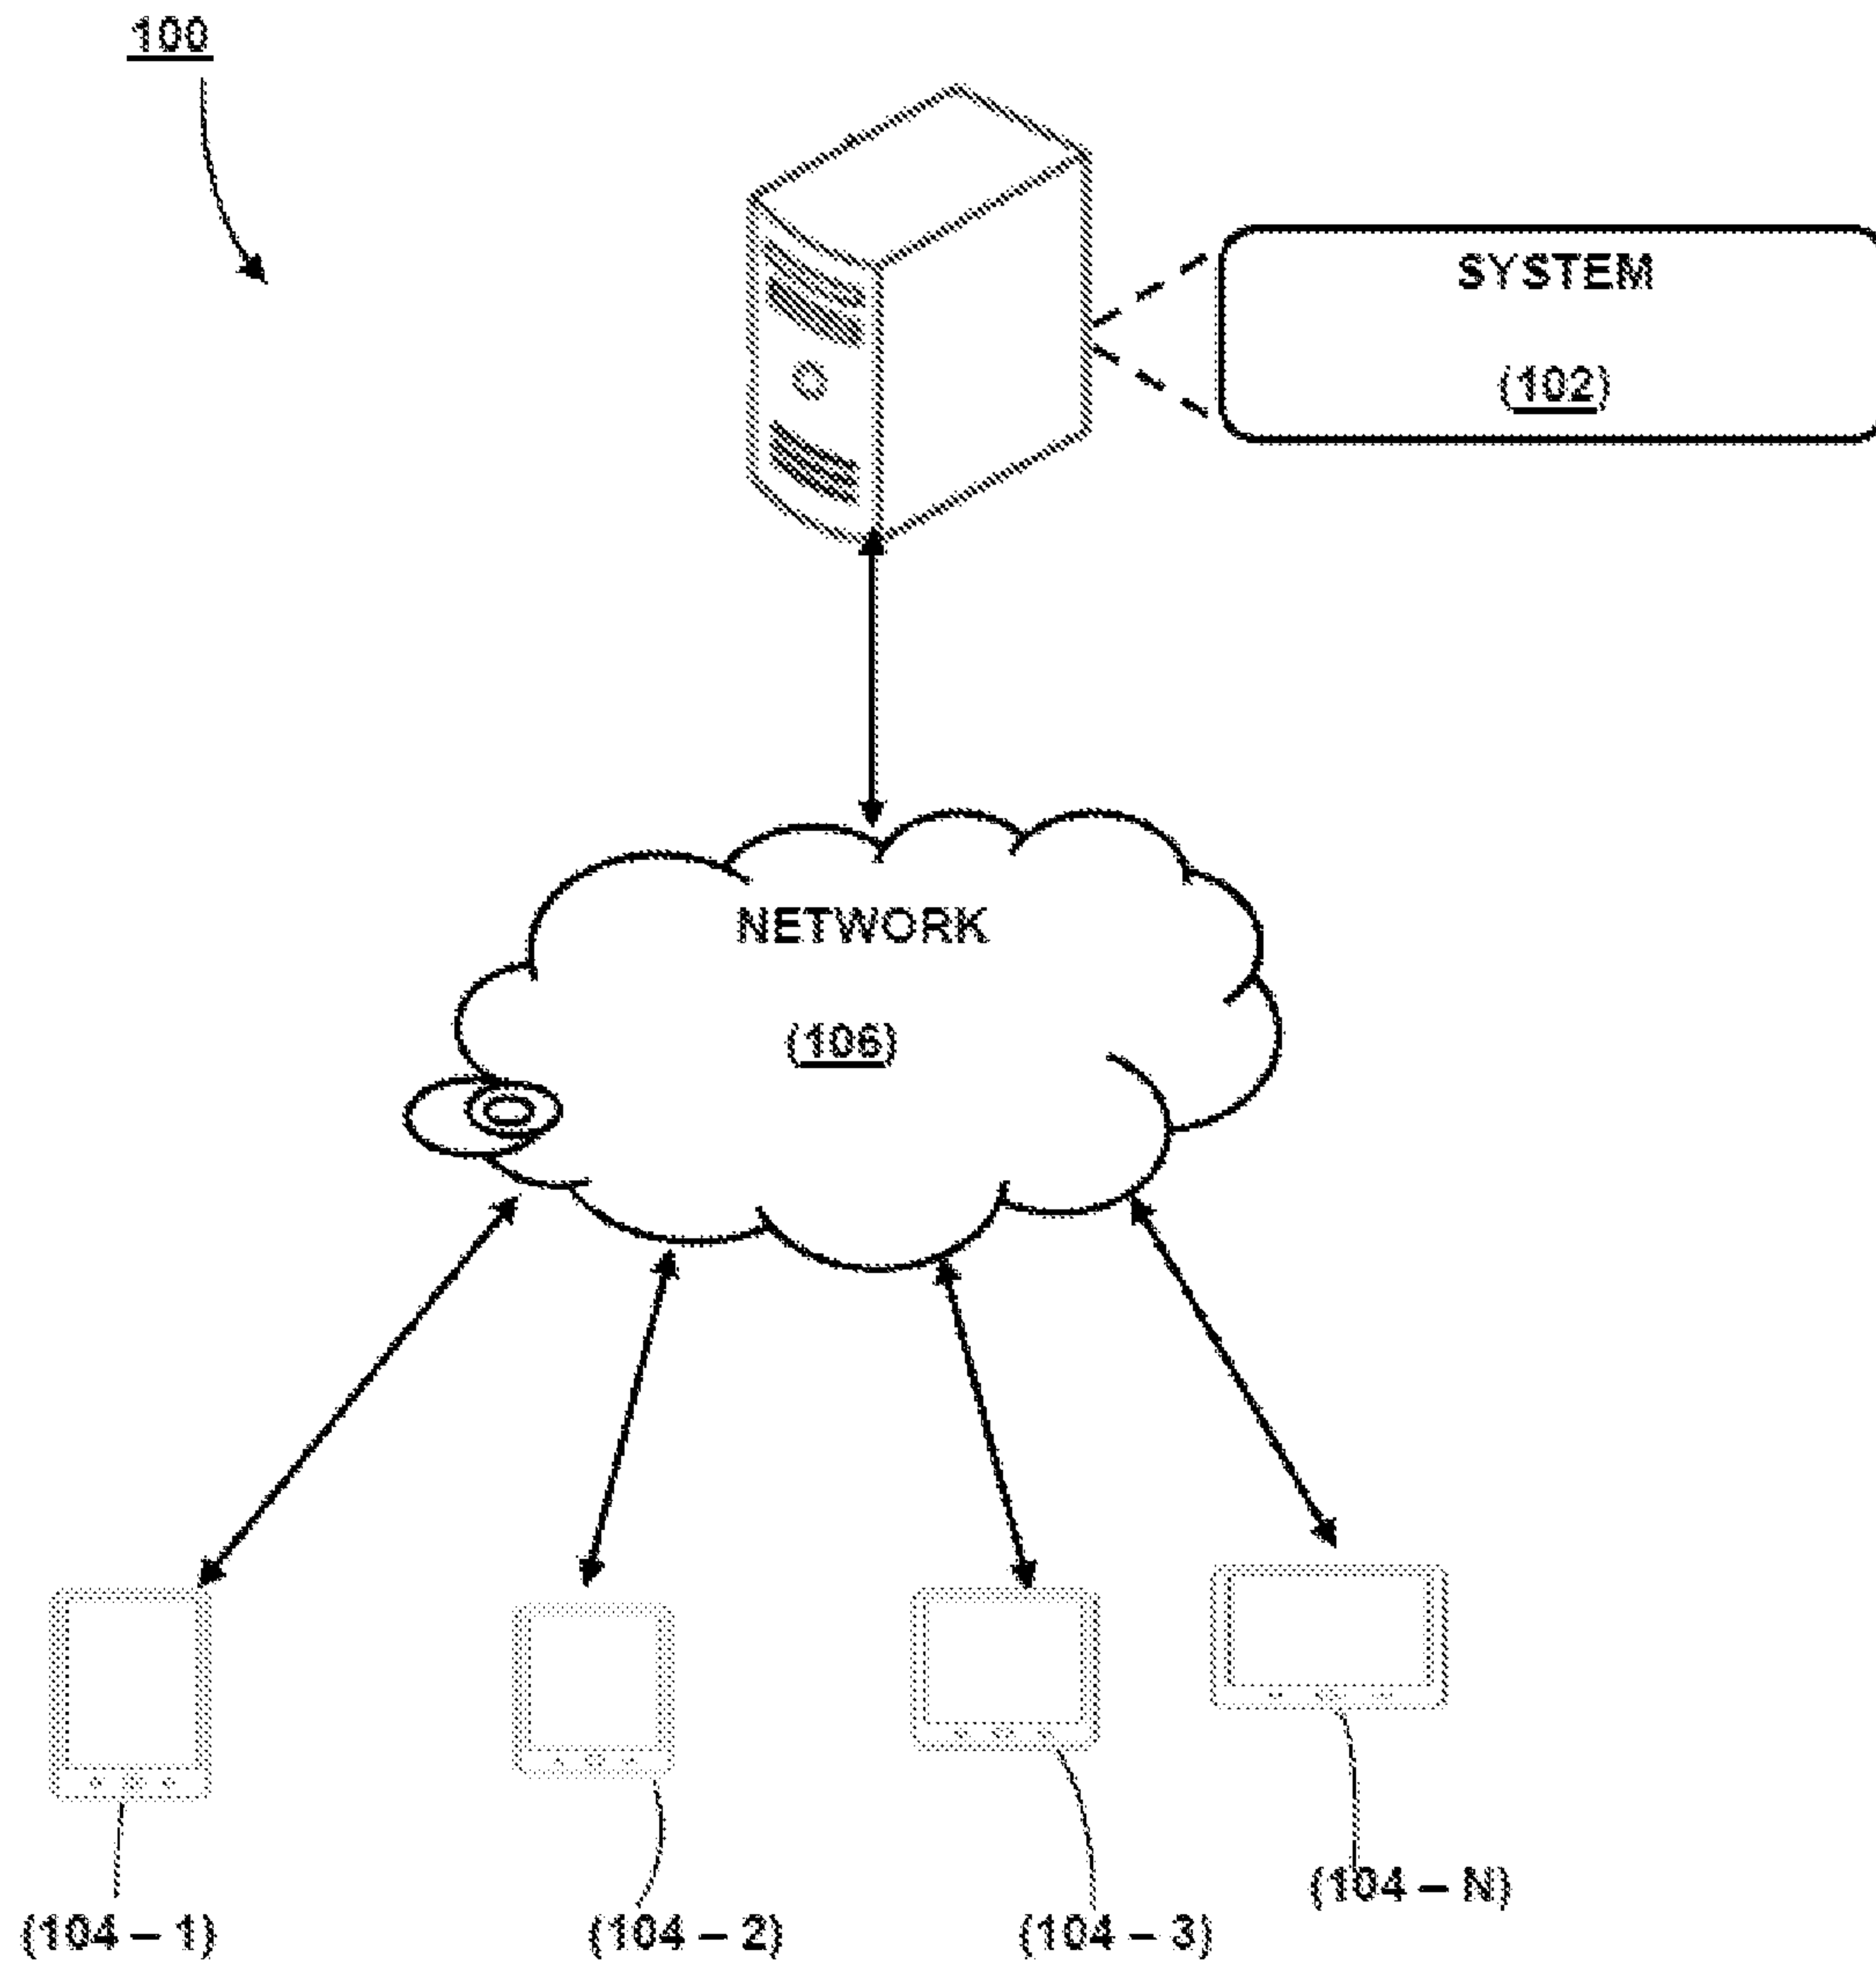 100
SYSTEM
(102)
NETWORK
(106)
(104 – N)
(104 – 1)
(104 – 2)
(104 – 3)